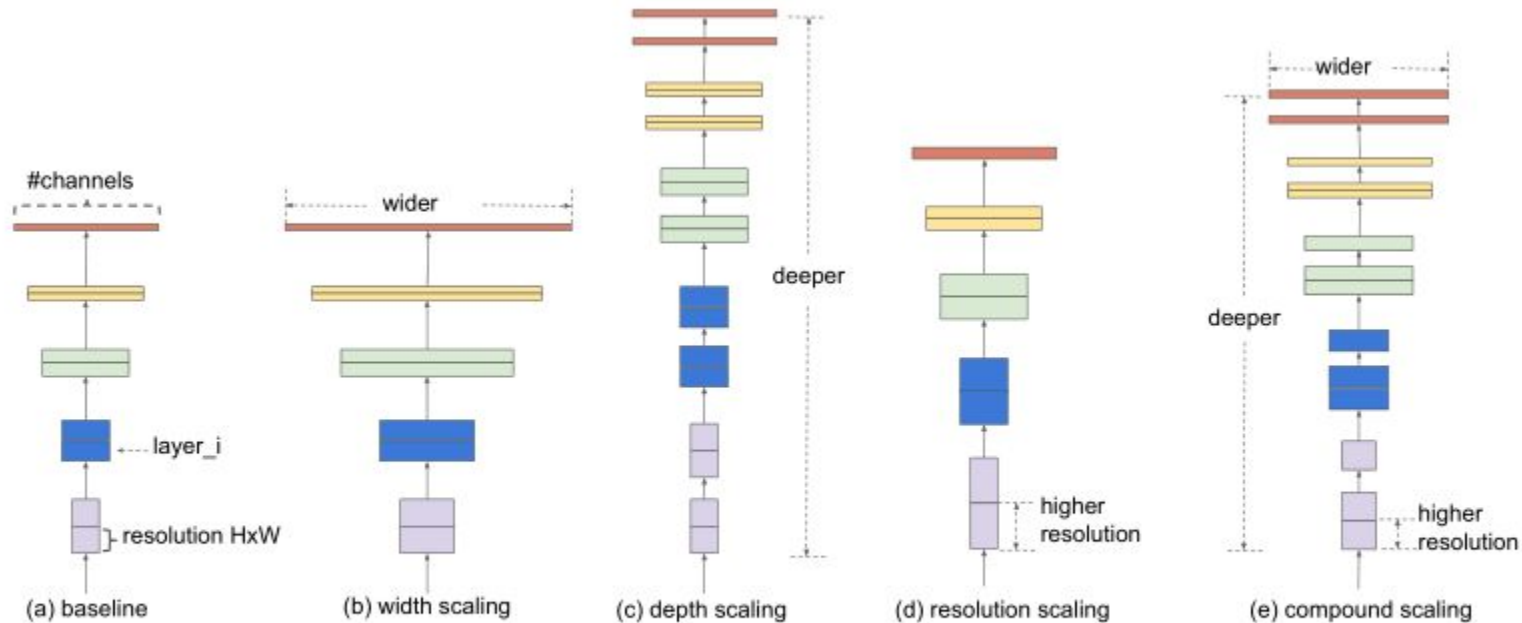 #channels
layer_i
resolution HxW
(a) baseline
wider
(b) width scaling
deeper
(c) depth scaling
higher
resolution
(d) resolution scaling
wider
deeper
higher
resolution
(e) compound scaling